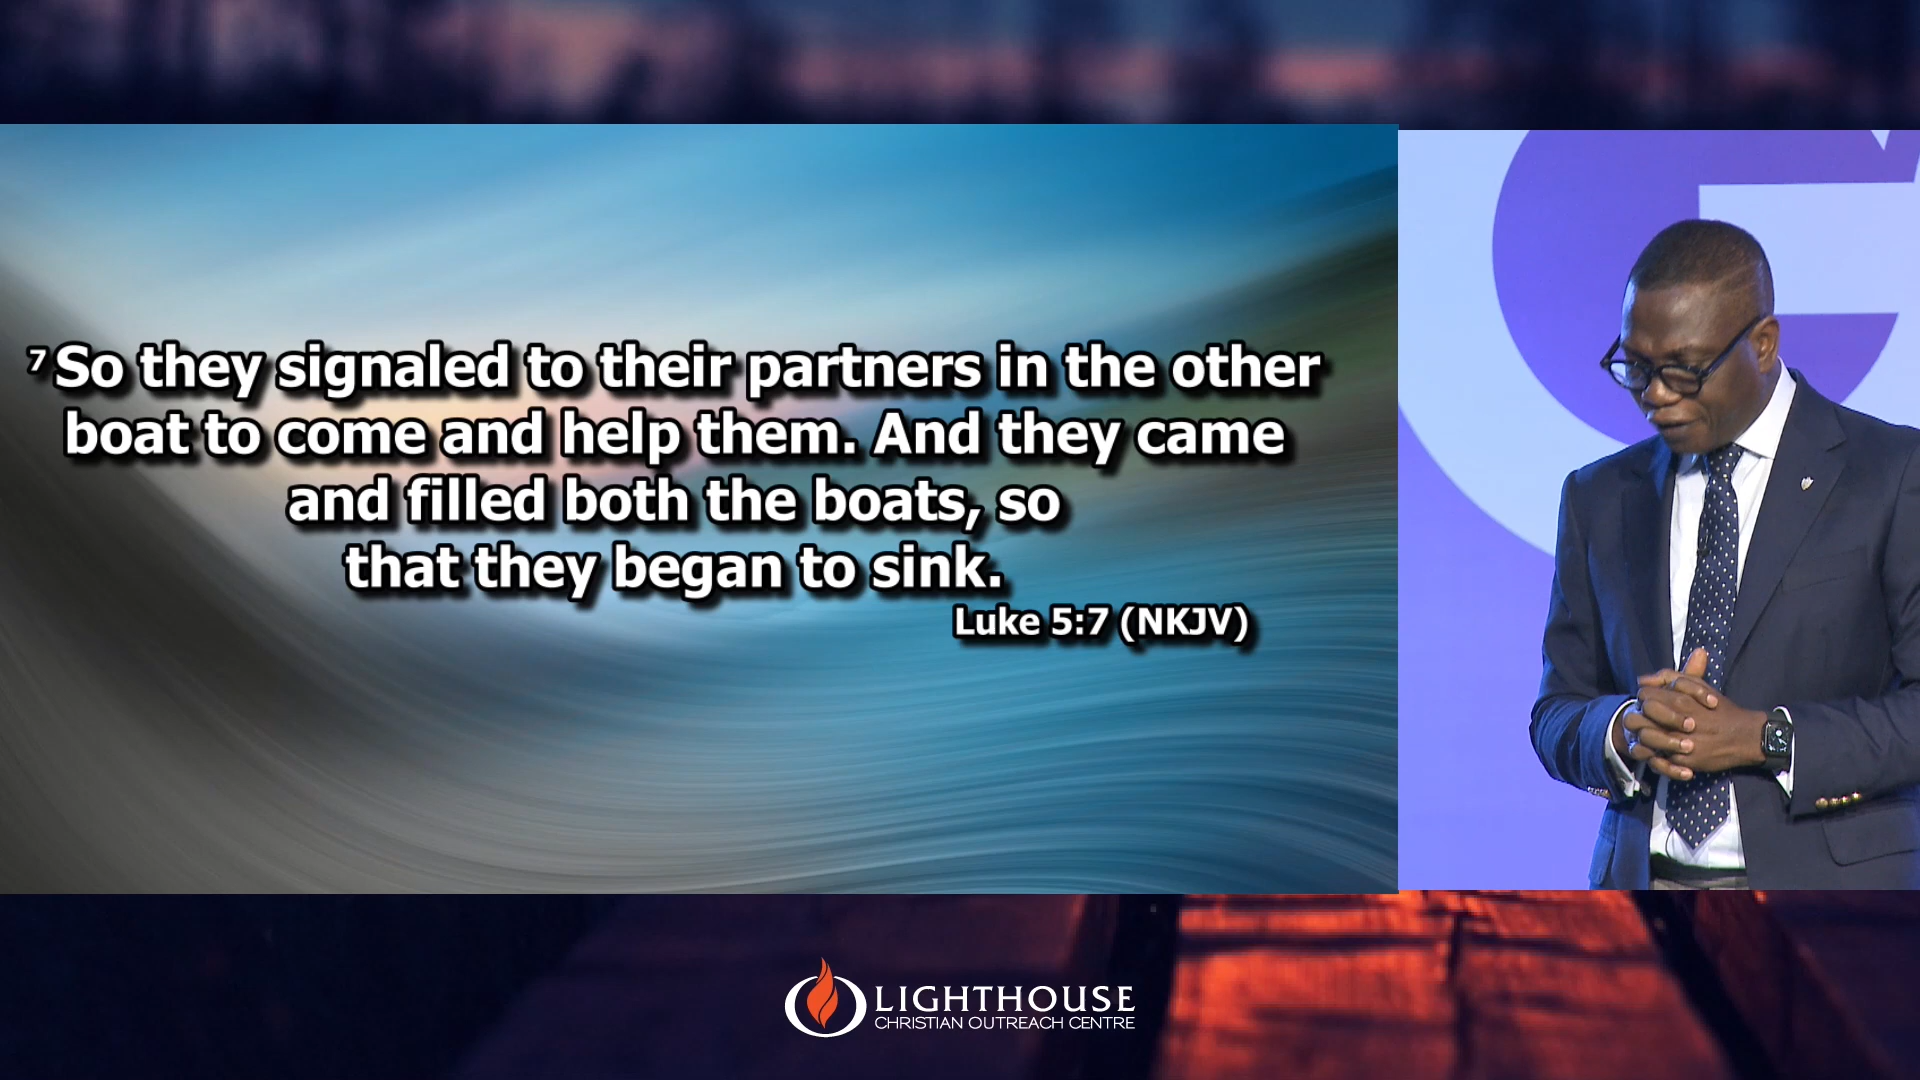 ⁷So they signaled to their partners in the other
boat to come and help them. And they came
and filled both the boats, so
that they began to sink.
Luke 5:7 (NKJV)
LIGHTHOUSE
CHRISTIAN OUTREACH CENTRE